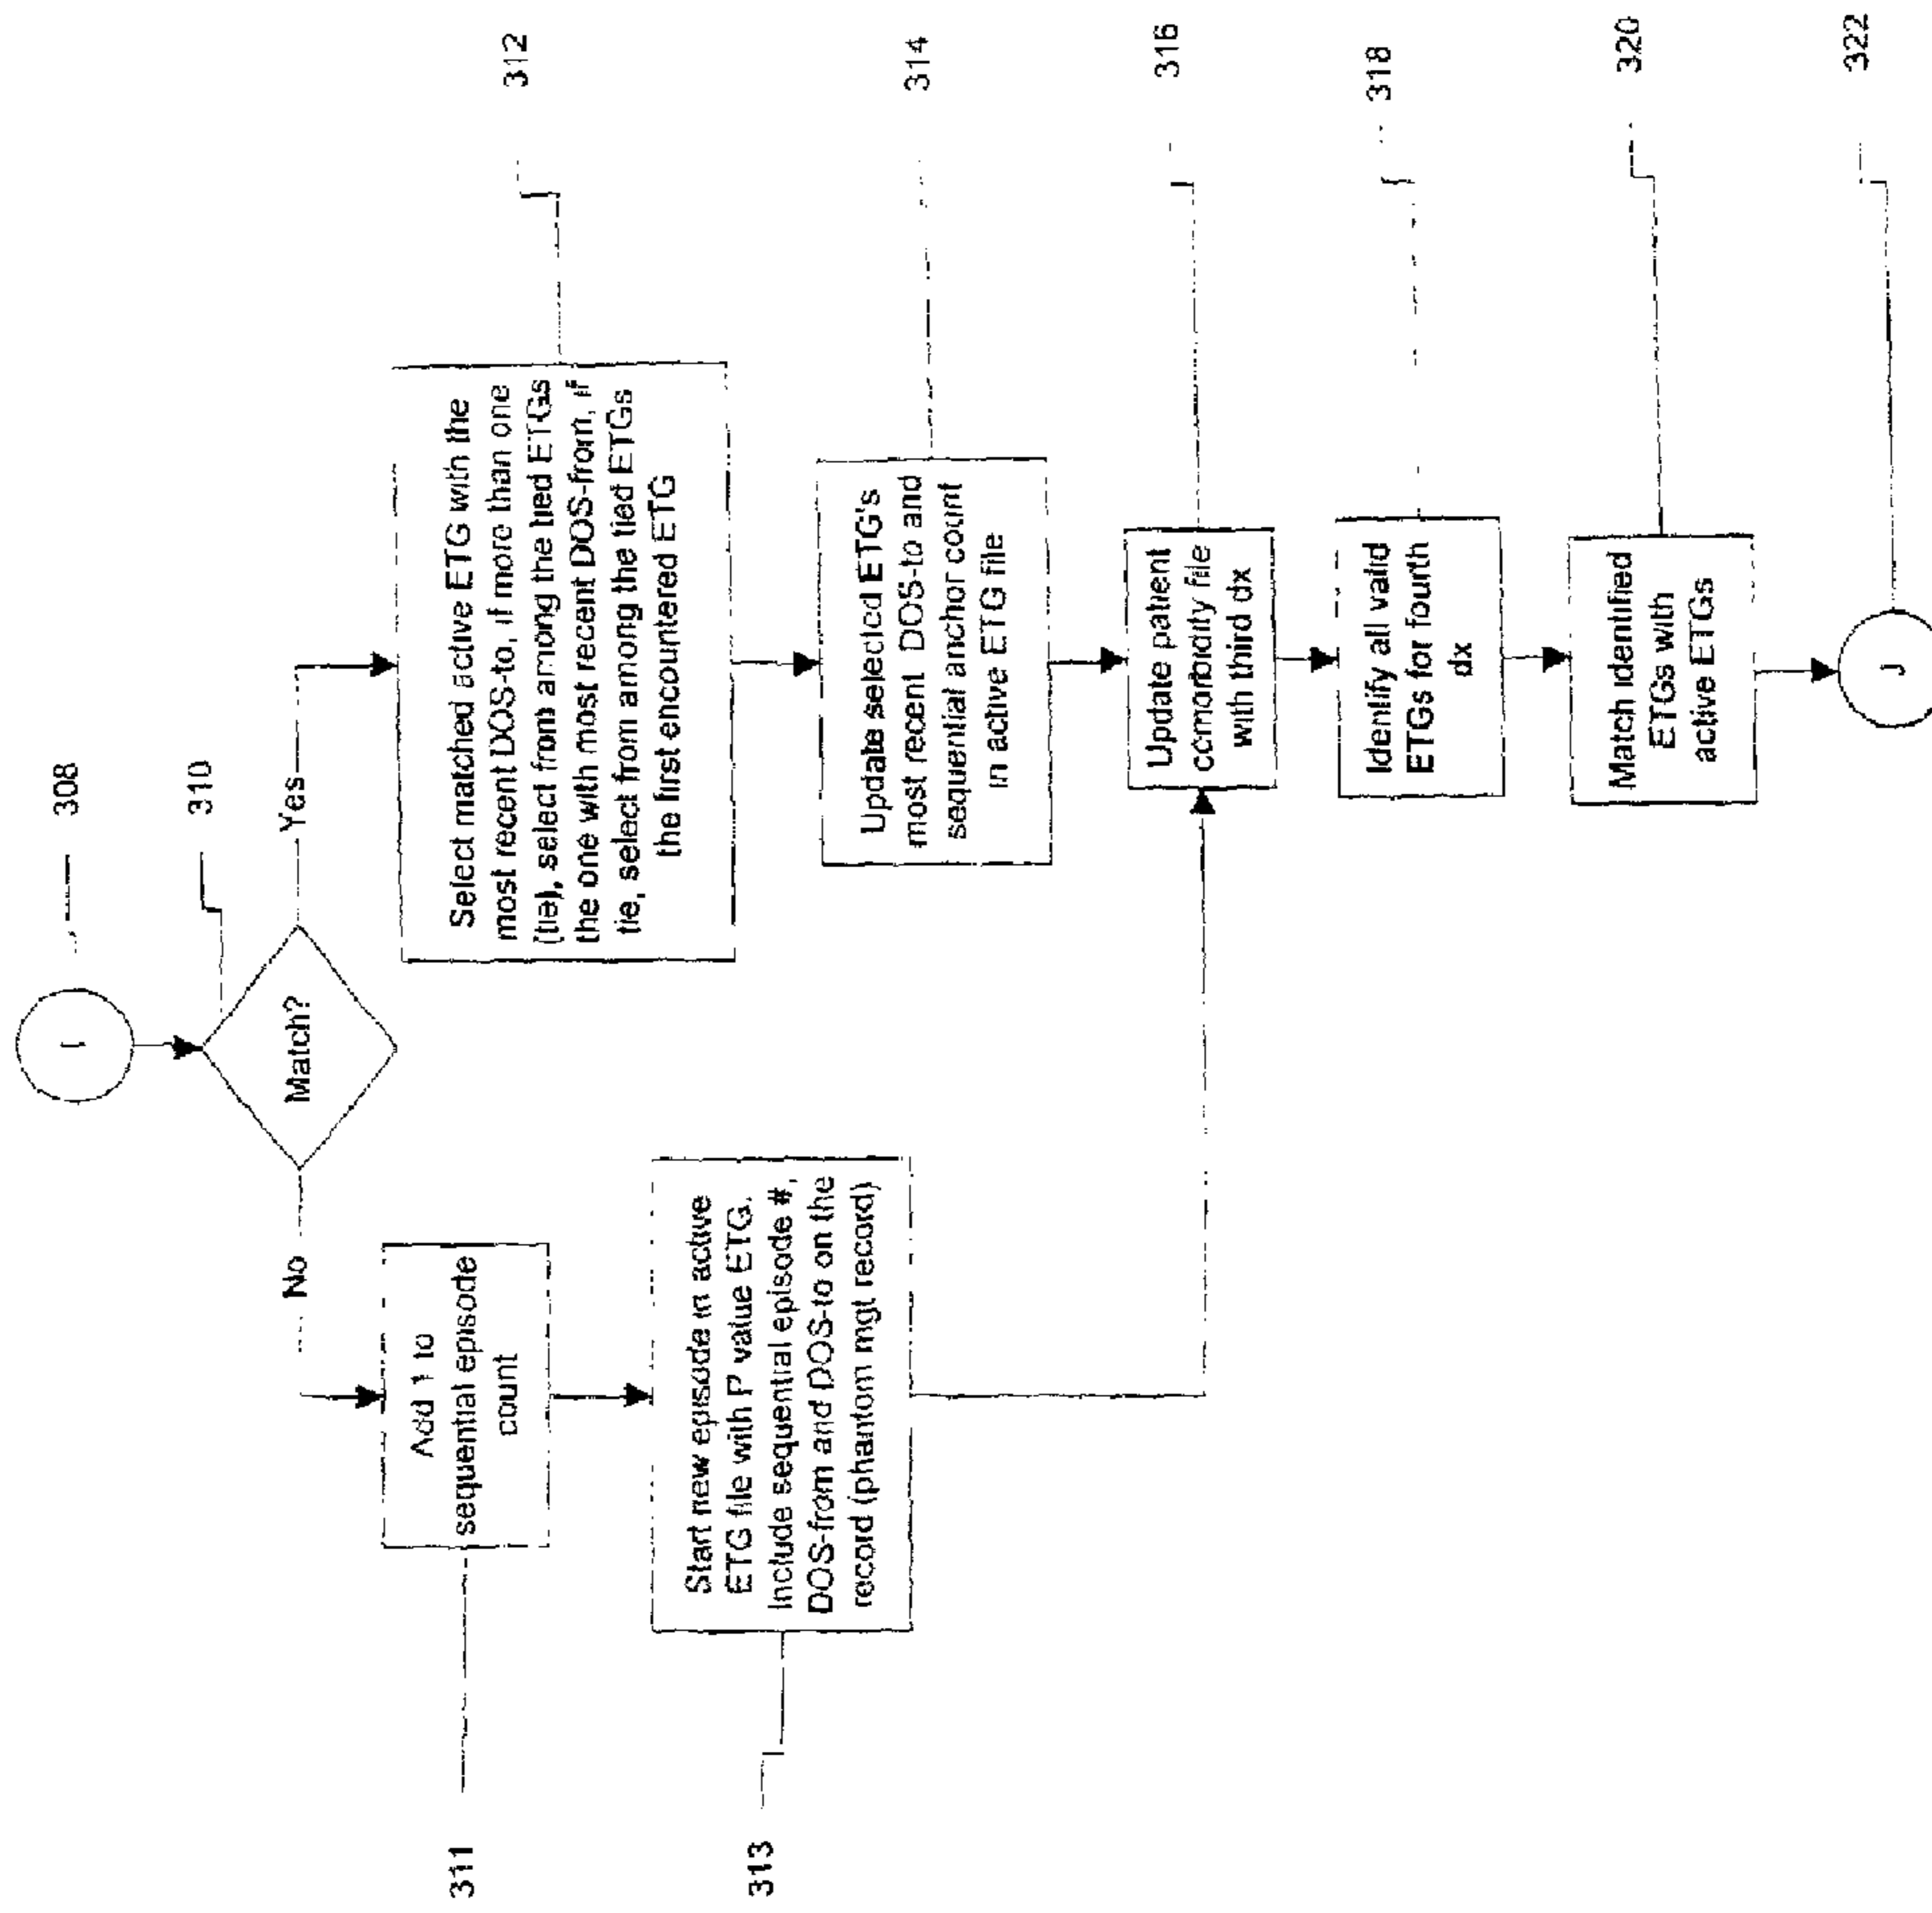 308
310
Match?
Yes
No
Select matched active ETG with the
most recent DOS-to, if more than one
(tie), select from among the tied ETGs
the one with most recent DOS-from, if
tie, select from among the tied ETGs
the first encountered ETG
312
Add 1 to
sequential episode
count
311
Start new episode in active
ETG file with P value ETG.
Include sequential episode #,
DOS-from and DOS-to on the
record (phantom mgt record)
313
Update selected ETG's
most recent DOS-to and
sequential anchor count
in active ETG file
314
Update patient
comorbidity file
with third dx
316
Identify all valid
ETGs for fourth
dx
318
Match identified
ETGs with
active ETGs
320
J
322